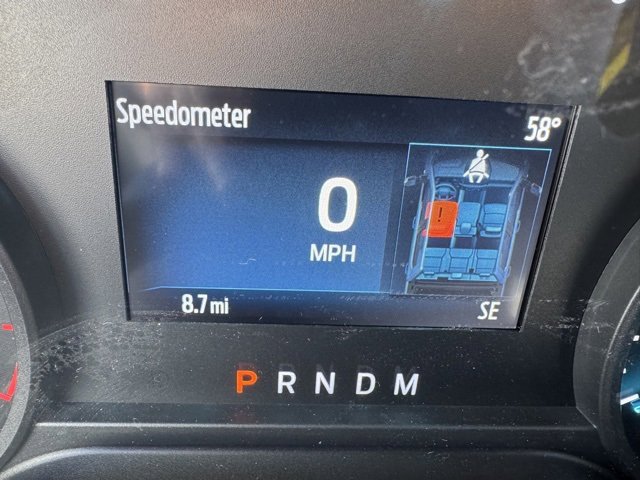 Speedometer
58°
0
MPH
!
8.7 mi
SE
P R N D M